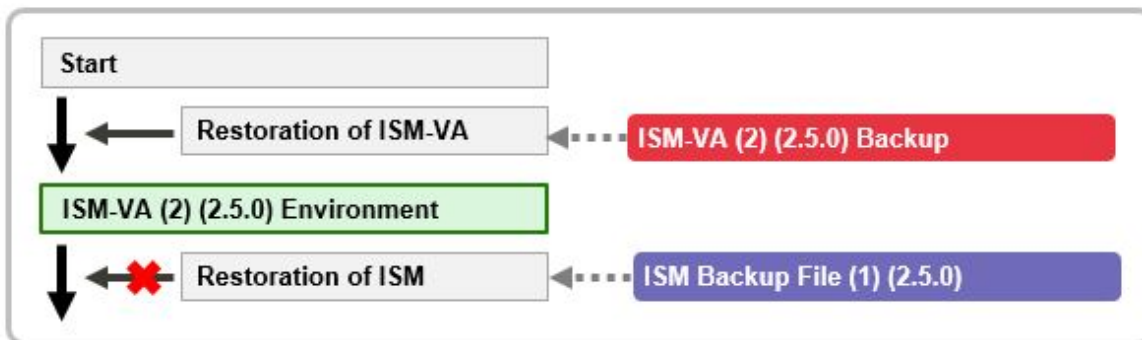 Start
Restoration of ISM-VA
ISM-VA (2) (2.5.0) Backup
ISM-VA (2) (2.5.0) Environment
Restoration of ISM
ISM Backup File (1) (2.5.0)